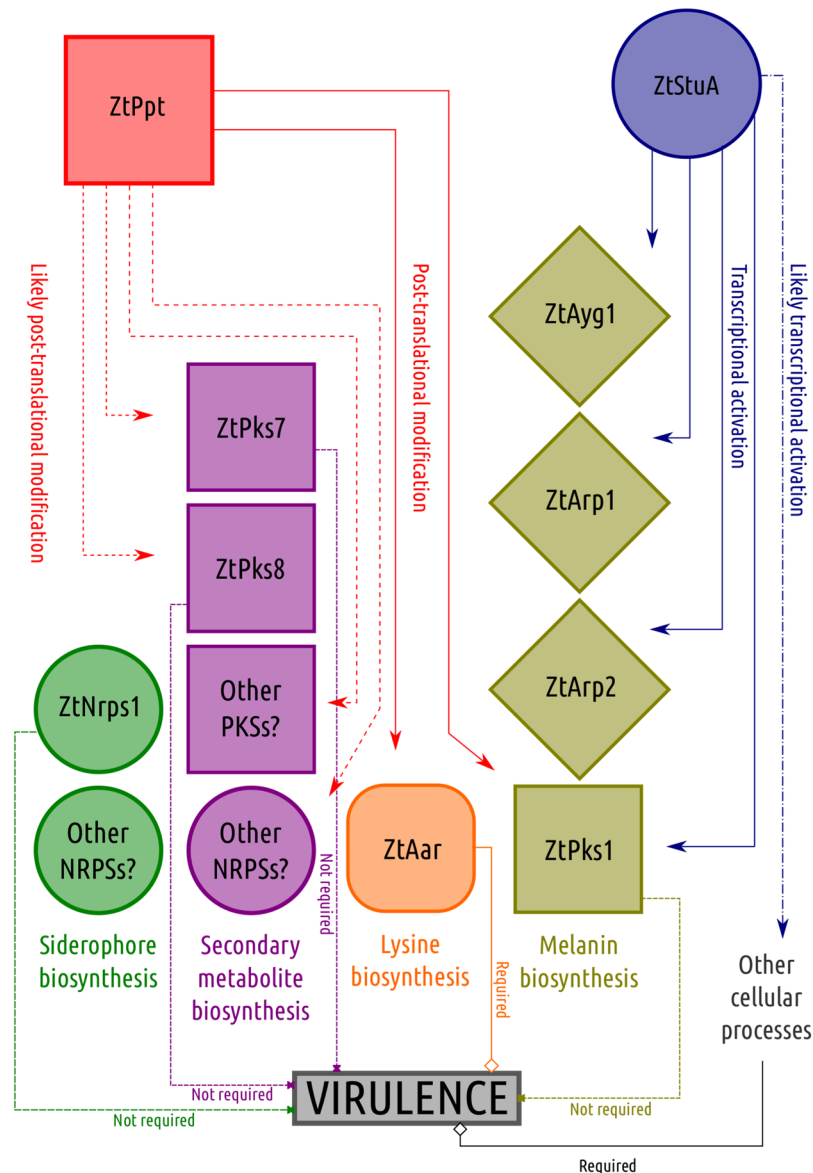 ZtPpt
ZtStuA
Likely post-translational modification
Post-translational modification
Transcriptional activation
Likely transcriptional activation
ZtAyg1
ZtPks7
ZtArp1
ZtPks8
ZtNrps1
Other
PKSs?
ZtArp2
Other
NRPSs?
Other
NRPSs?
ZtAar
ZtPks1
Not required
Siderophore
biosynthesis
Secondary
metabolite
biosynthesis
Lysine
biosynthesis
Required
Melanin
biosynthesis
Other
cellular
processes
VIRULENCE
Not required
Not required
Not required
Required